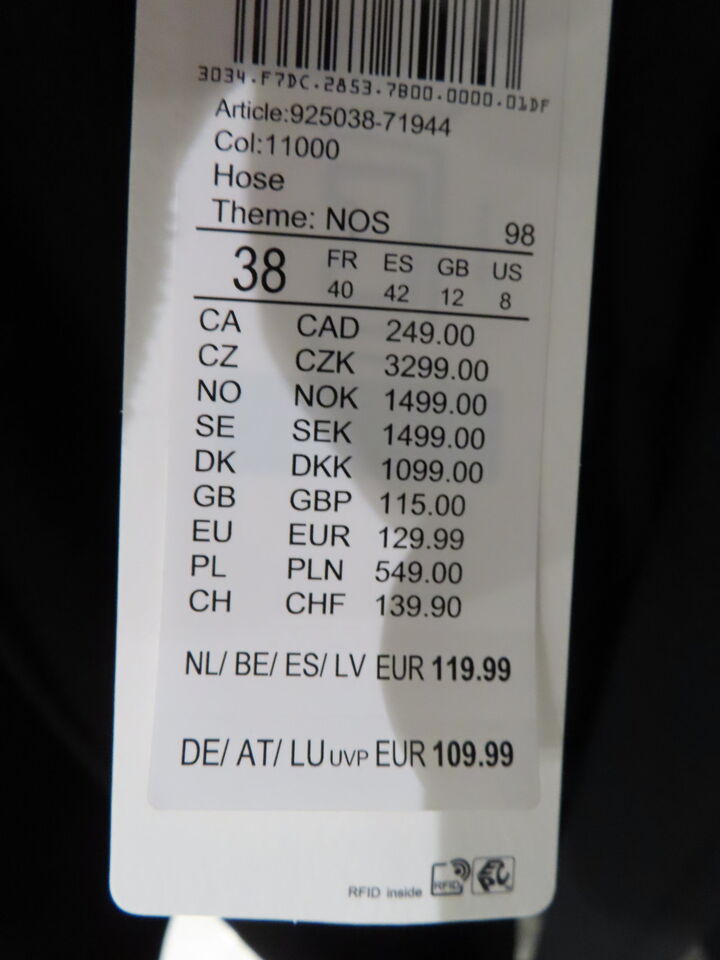 3034.F7DC.2853.7800.0000.01DF
Article:925038-71944
Col:11000
Hose
Theme: NOS 98
38 FR ES GB US
40 42 12 8
CA CAD 249.00
CZ CZK 3299.00
NO NOK 1499.00
SE SEK 1499.00
DK DKK 1099.00
GB GBP 115.00
EU EUR 129.99
PL PLN 549.00
CH CHF 139.90
NL/ BE/ ES/ LV EUR 119.99
DE/ AT/ LU UVP EUR 109.99
RFID inside RFID EPC